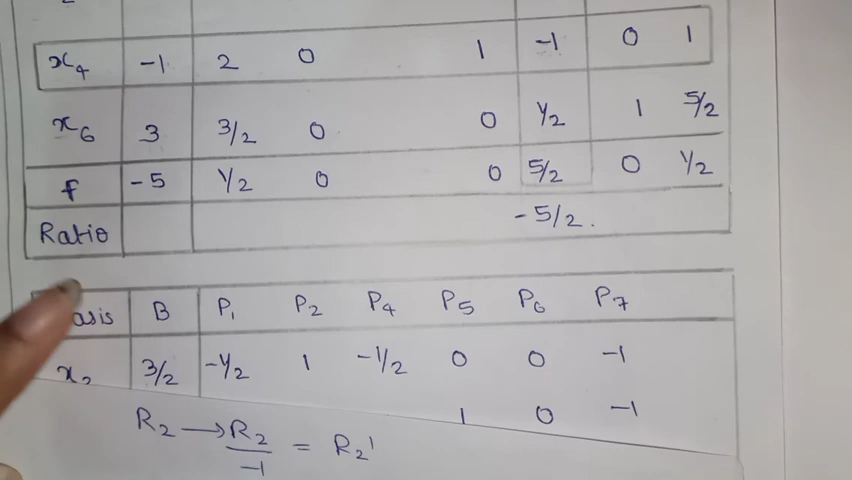 x₄ -1 2 0 1 -1 0 1
x₆ 3 3/2 0 0 1/2 1 5/2
f -5 1/2 0 0 5/2 0 1/2
Ratio -5/2.
asis B P₁ P₂ P₄ P₅ P₆ P₇
x₂ 3/2 -1/2 1 -1/2 0 0 -1
1 0 -1
R₂ → R₂/-1 = R₂'